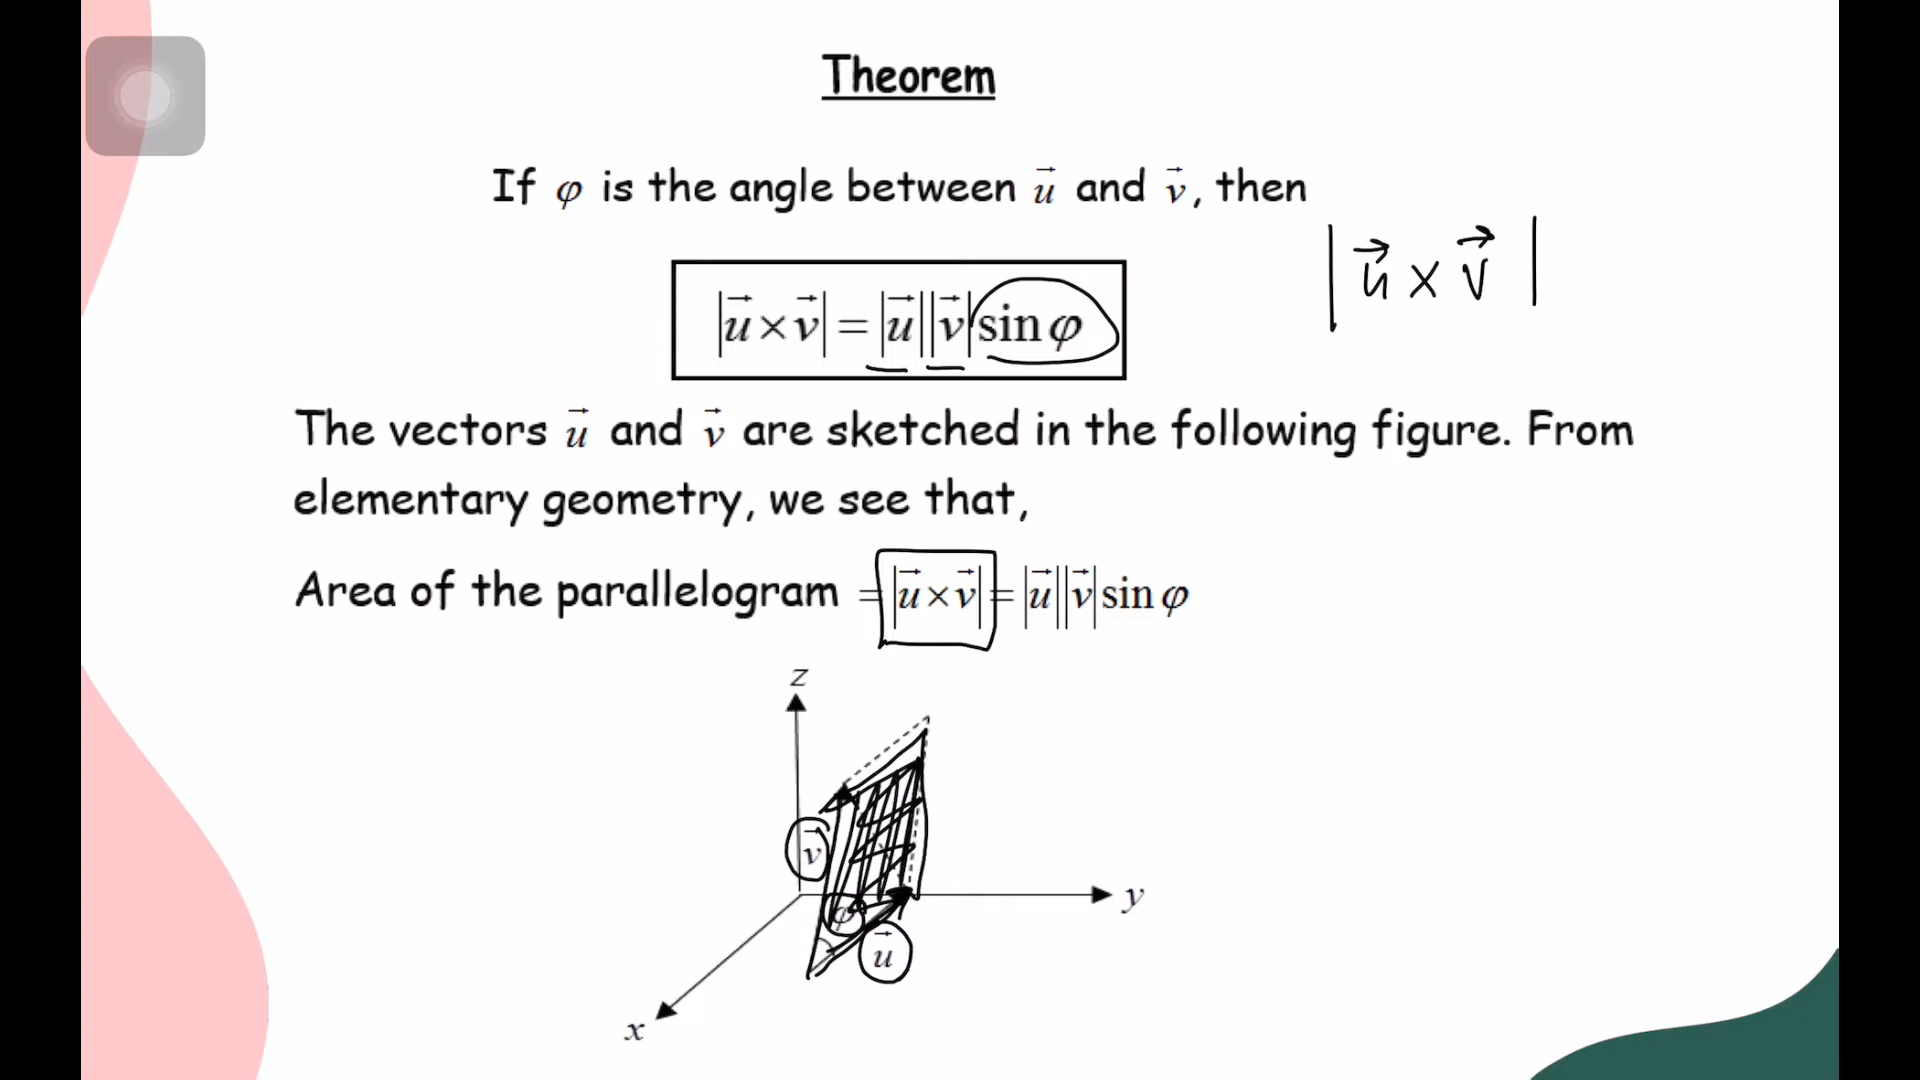 Theorem
If φ is the angle between u⃗ and v⃗, then
|u⃗ × v⃗| = |u⃗||v⃗| sin φ
|u⃗ × v⃗|
The vectors u⃗ and v⃗ are sketched in the following figure. From
elementary geometry, we see that,
Area of the parallelogram = |u⃗ × v⃗| = |u⃗||v⃗| sin φ
z
v⃗
y
φ
u⃗
x